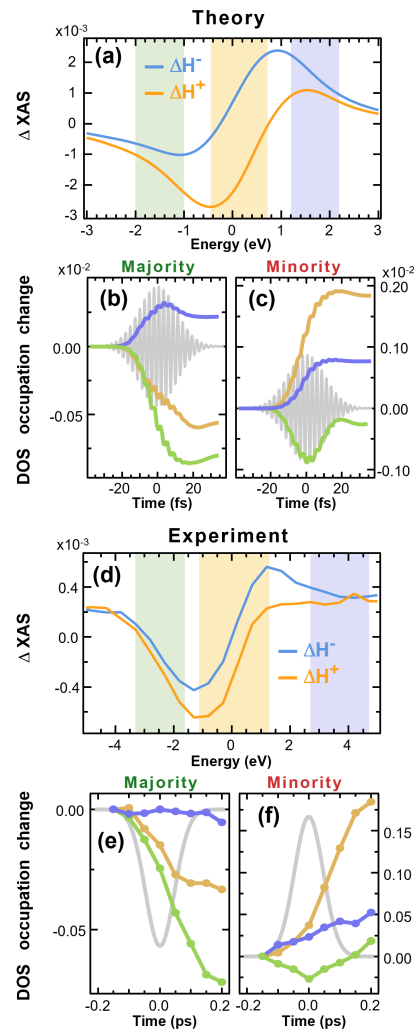 Theory
x10⁻³
(a)
ΔH⁻
ΔH⁺
2
1
0
-1
-2
-3
Δ XAS
-3 -2 -1 0 1 2 3
Energy (eV)
Majority Minority
x10⁻² x10⁻²
(b) (c)
0.00
-0.05
0.20
0.10
0.00
-0.10
DOS occupation change
-20 0 20 -20 0 20
Time (fs) Time (fs)
Experiment
x10⁻³
(d)
0.4
0.0
-0.4
Δ XAS
ΔH⁻
ΔH⁺
-4 -2 0 2 4
Energy (eV)
Majority Minority
(e) (f)
0.00
-0.05
0.15
0.10
0.05
0.00
DOS occupation change
-0.2 0.0 0.2 -0.2 0.0 0.2
Time (ps) Time (ps)